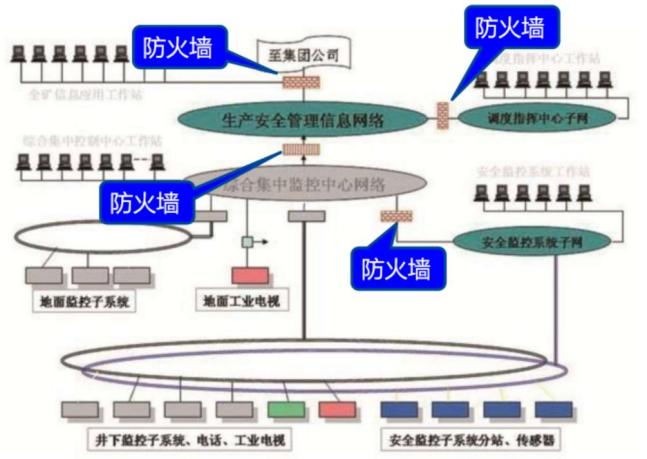 防火墙
防火墙
至集团公司
调度指挥中心工作站
全矿信息应用工作站
生产安全管理信息网络
调度指挥中心子网
综合集中控制中心工作站
安全监控系统工作站
综合集中监控中心网络
防火墙
防火墙
安全监控系统子网
地面监控子系统
地面工业电视
井下监控子系统、电话、工业电视
安全监控子系统分站、传感器